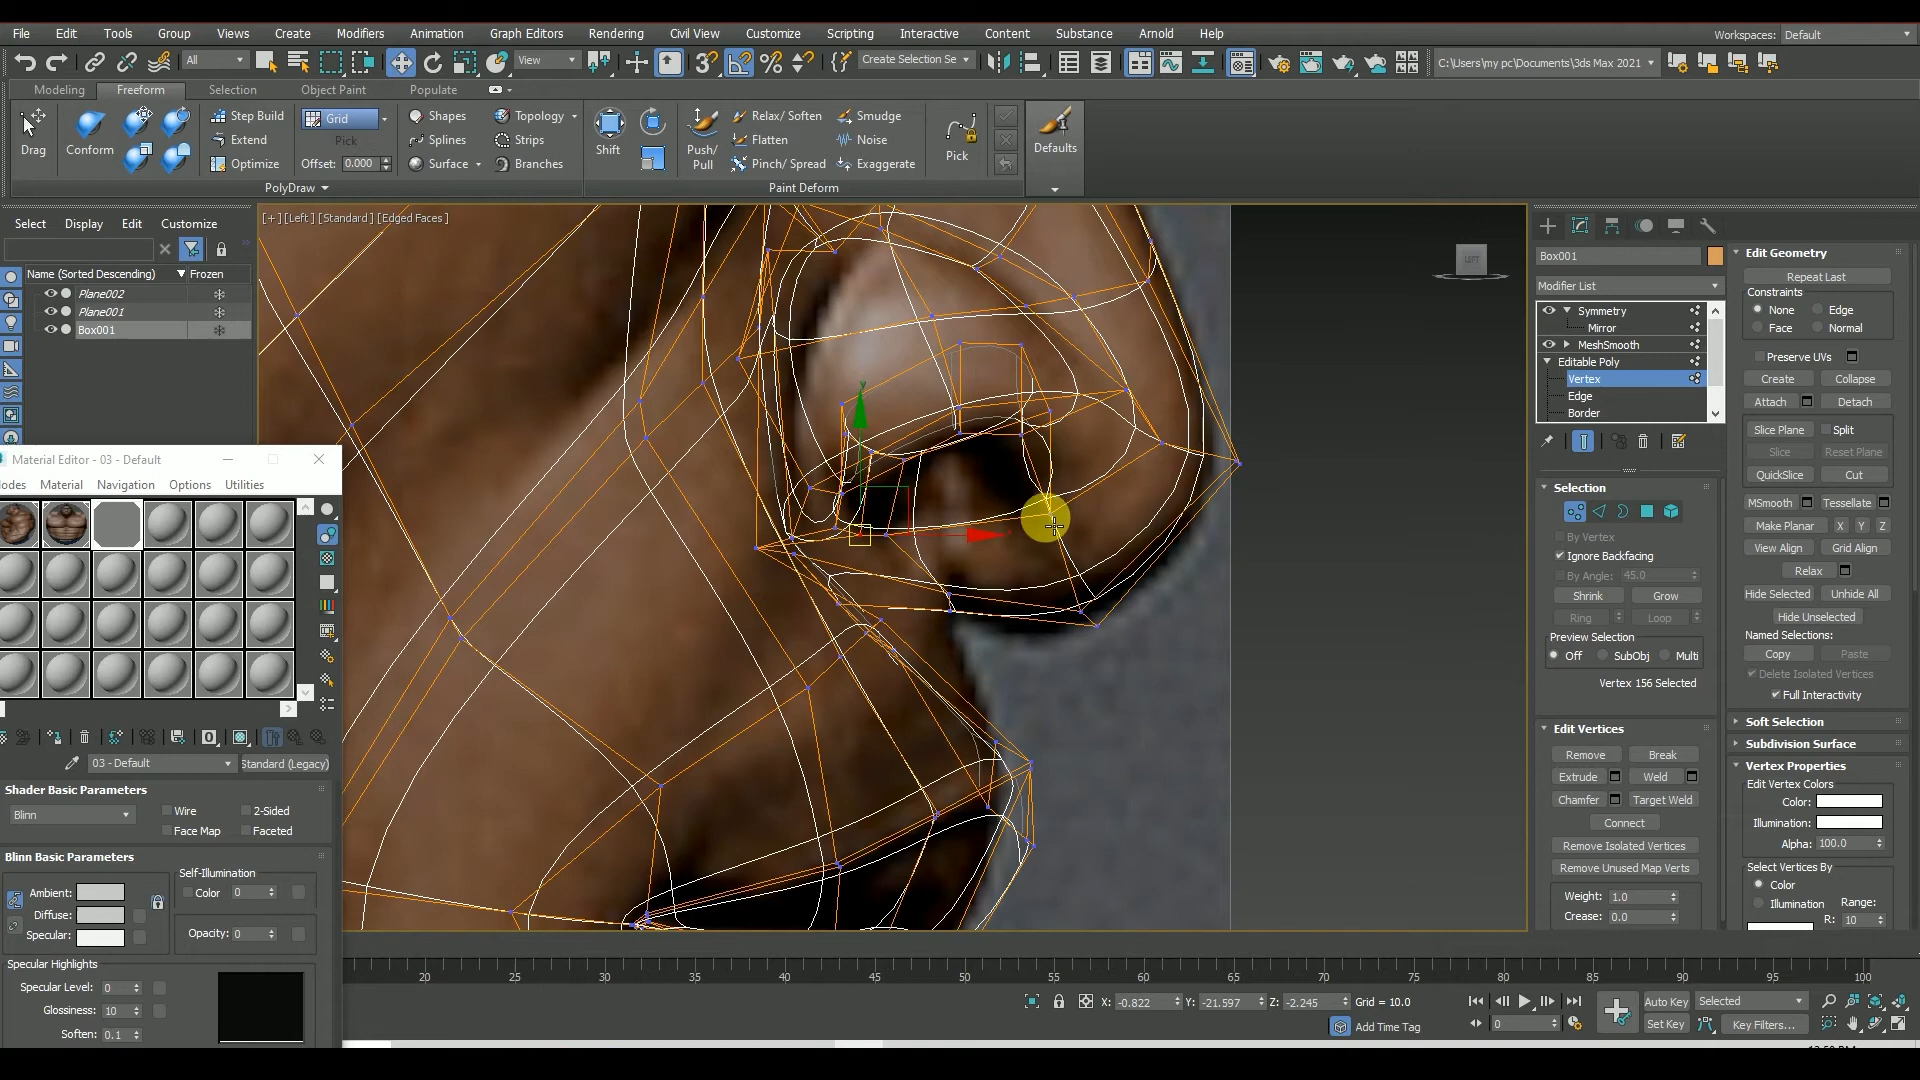 File Edit Tools Group Views Create Modifiers Animation Graph Editors Rendering Civil View Customize Scripting Interactive Content Substance Arnold Help Workspaces: Default
All View Create Selection Se C:\Users\my pc\Documents\3ds Max 2021
Modeling Freeform Selection Object Paint Populate
Drag Conform Step Build Extend Optimize Grid Pick Offset: 0.000 Shapes Splines Surface Topology Strips Branches Shift Push/ Pull Relax/ Soften Flatten Pinch/ Spread Smudge Noise Exaggerate Pick Defaults
PolyDraw Paint Deform
Select Display Edit Customize
Name (Sorted Descending) Frozen
Plane002
Plane001
Box001
[+] [Left] [Standard] [Edged Faces]
LEFT
Material Editor - 03 - Default
odes Material Navigation Options Utilities
03 - Default Standard (Legacy)
Shader Basic Parameters
Blinn Wire 2-Sided
Face Map Faceted
Blinn Basic Parameters
Self-Illumination
Ambient: Color 0
Diffuse:
Specular: Opacity: 0
Specular Highlights
Specular Level: 0
Glossiness: 10
Soften: 0.1
Box001
Modifier List
Symmetry
Mirror
MeshSmooth
Editable Poly
Vertex
Edge
Border
Selection
By Vertex
Ignore Backfacing
By Angle: 45.0
Shrink Grow
Ring Loop
Preview Selection
Off SubObj Multi
Vertex 156 Selected
Edit Vertices
Remove Break
Extrude Weld
Chamfer Target Weld
Connect
Remove Isolated Vertices
Remove Unused Map Verts
Weight: 1.0
Crease: 0.0
Edit Geometry
Repeat Last
Constraints
None Edge
Face Normal
Preserve UVs
Create Collapse
Attach Detach
Slice Plane Split
Slice Reset Plane
QuickSlice Cut
MSmooth Tessellate
Make Planar X Y Z
View Align Grid Align
Relax
Hide Selected Unhide All
Hide Unselected
Named Selections:
Copy Paste
Delete Isolated Vertices
Full Interactivity
Soft Selection
Subdivision Surface
Vertex Properties
Edit Vertex Colors
Color:
Illumination:
Alpha: 100.0
Select Vertices By
Color
Illumination Range:
R: 10
20 25 30 35 40 45 50 55 60 65 70 75 80 85 90 95 100
X: -0.822 Y: -21.597 Z: -2.245 Grid = 10.0 Auto Key Selected
Add Time Tag 0 Set Key Key Filters...